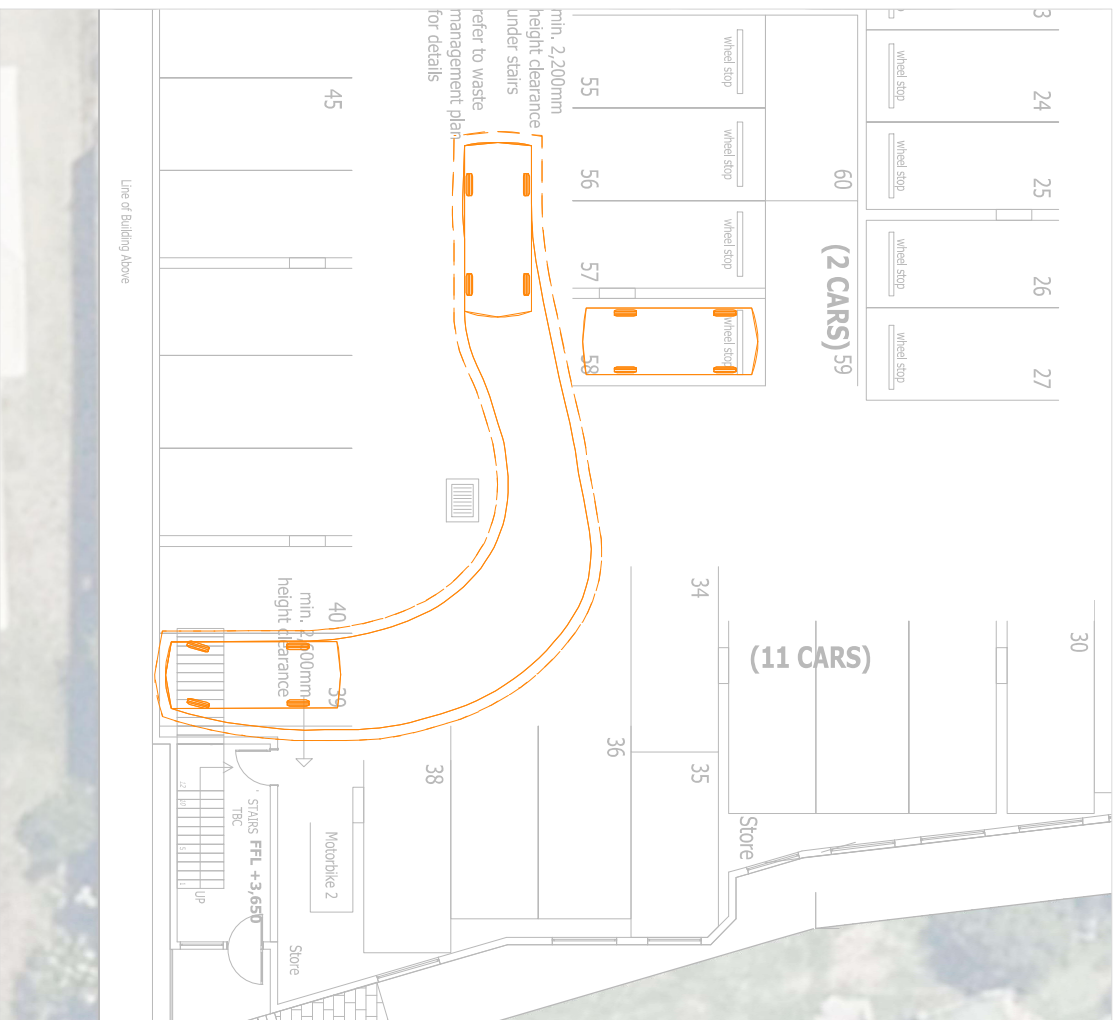 min. 2,200mm
height clearance
under stairs
refer to waste
management plan
for details
45
Line of Building Above
55
wheel stop
56
wheel stop
57
wheel stop
58
wheel stop
60
(2 CARS)
59
3
24
wheel stop
25
wheel stop
26
wheel stop
27
wheel stop
34
(11 CARS)
30
35
36
38
40
39
height clearance
STAIRS FFL +3,650
TBC
UP
Motorbike 2
Store
Store